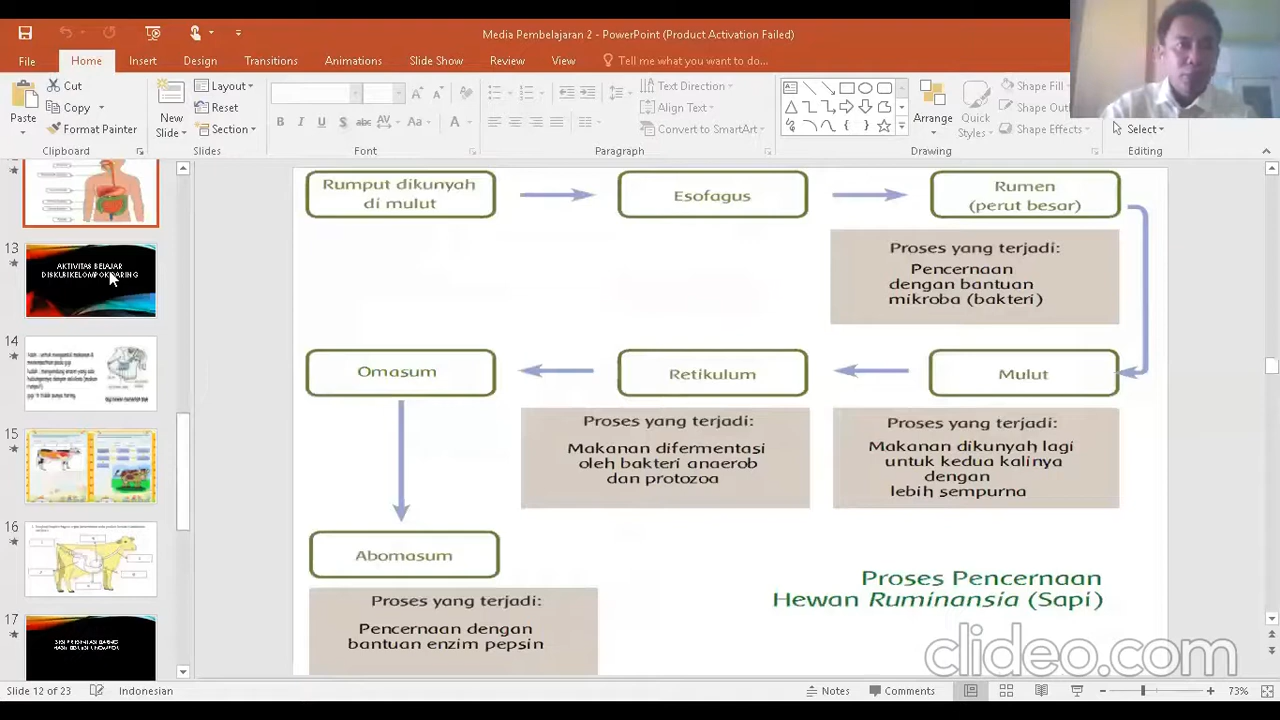 Media Pembelajaran 2 - PowerPoint (Product Activation Failed)
File Home Insert Design Transitions Animations Slide Show Review View Tell me what you want to do...
Paste
Cut
Copy
Format Painter
Clipboard
New
Slide
Layout
Reset
Section
Slides
B I U S abc AV Aa A
Font
Text Direction
Align Text
Convert to SmartArt
Paragraph
Arrange
Quick
Styles
Shape Fill
Shape Effects
Drawing
Select
Editing
13
AKTIVITAS BELAJAR
14
15
16
17
Rumput dikunyah
di mulut
Esofagus
Rumen
(perut besar)
Proses yang terjadi:
Pencernaan
dengan bantuan
mikroba (bakteri)
Omasum
Retikulum
Mulut
Proses yang terjadi:
Makanan difermentasi
oleh bakteri anaerob
dan protozoa
Proses yang terjadi:
Makanan dikunyah lagi
untuk kedua kalinya
dengan
lebih sempurna
Abomasum
Proses yang terjadi:
Pencernaan dengan
bantuan enzim pepsin
Proses Pencernaan
Hewan Ruminansia (Sapi)
clideo.com
Slide 12 of 23 Indonesian Notes Comments 73%